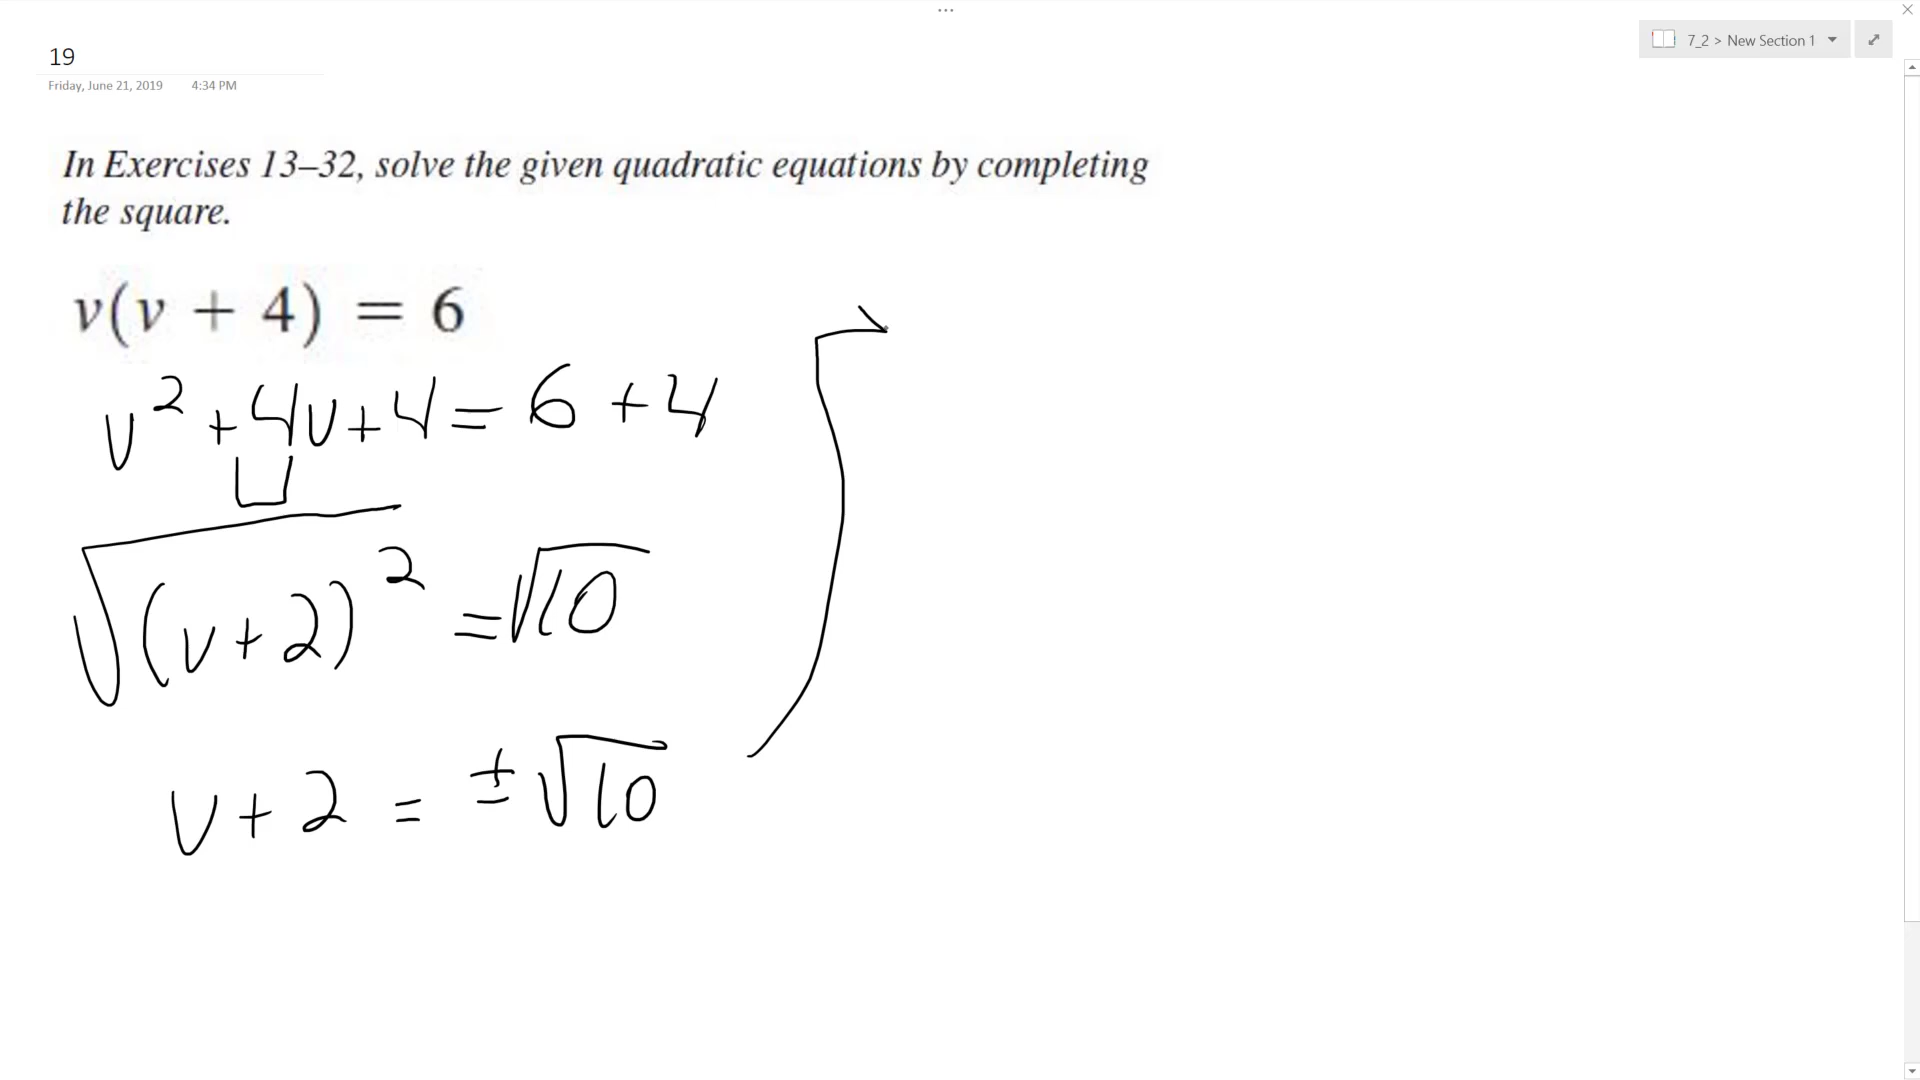 ...
19
7_2 > New Section 1
Friday, June 21, 2019 4:34 PM
In Exercises 13–32, solve the given quadratic equations by completing
the square.
v(v + 4) = 6
v² + 4v + 4 = 6 + 4
√(v + 2)² = √10
v + 2 = ± √10